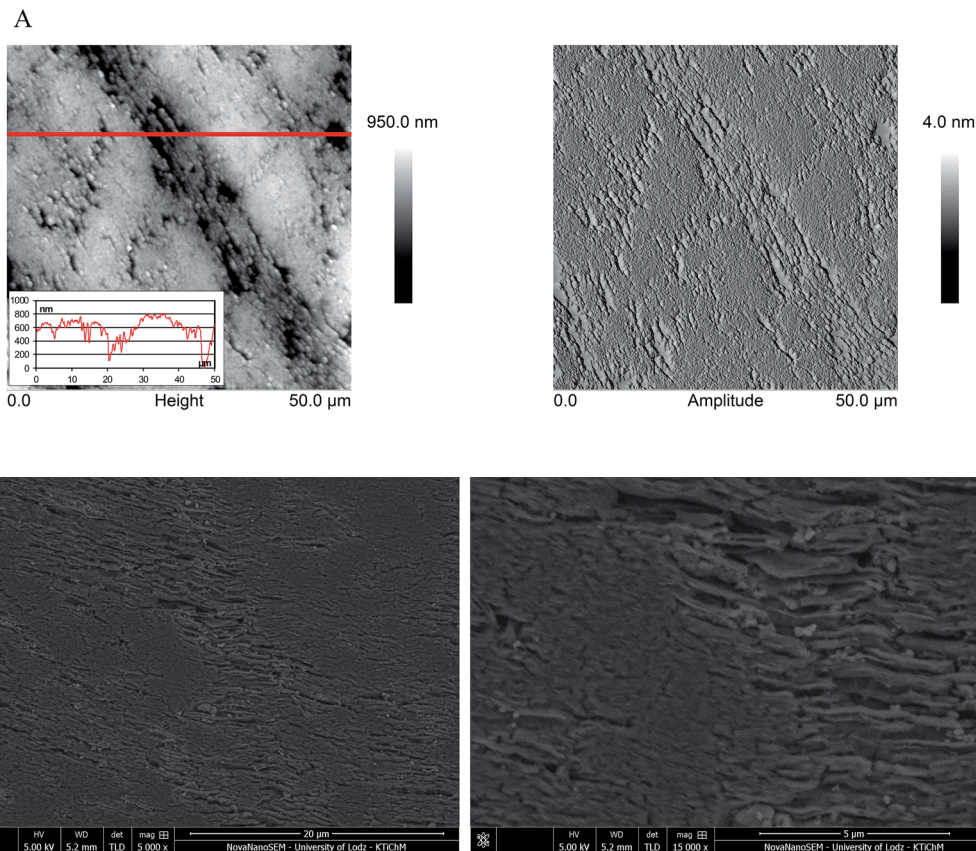 A
950.0 nm
4.0 nm
1000
nm
800
600
400
200
0
µm
0 10 20 30 40 50
0.0 Height 50.0 µm
0.0 Amplitude 50.0 µm
HV WD det mag 20 µm
5.00 kV 5.2 mm TLD 5 000 x NovaNanoSEM - University of Lodz - KTiChM
HV WD det mag 5 µm
5.00 kV 5.2 mm TLD 15 000 x NovaNanoSEM - University of Lodz - KTiChM